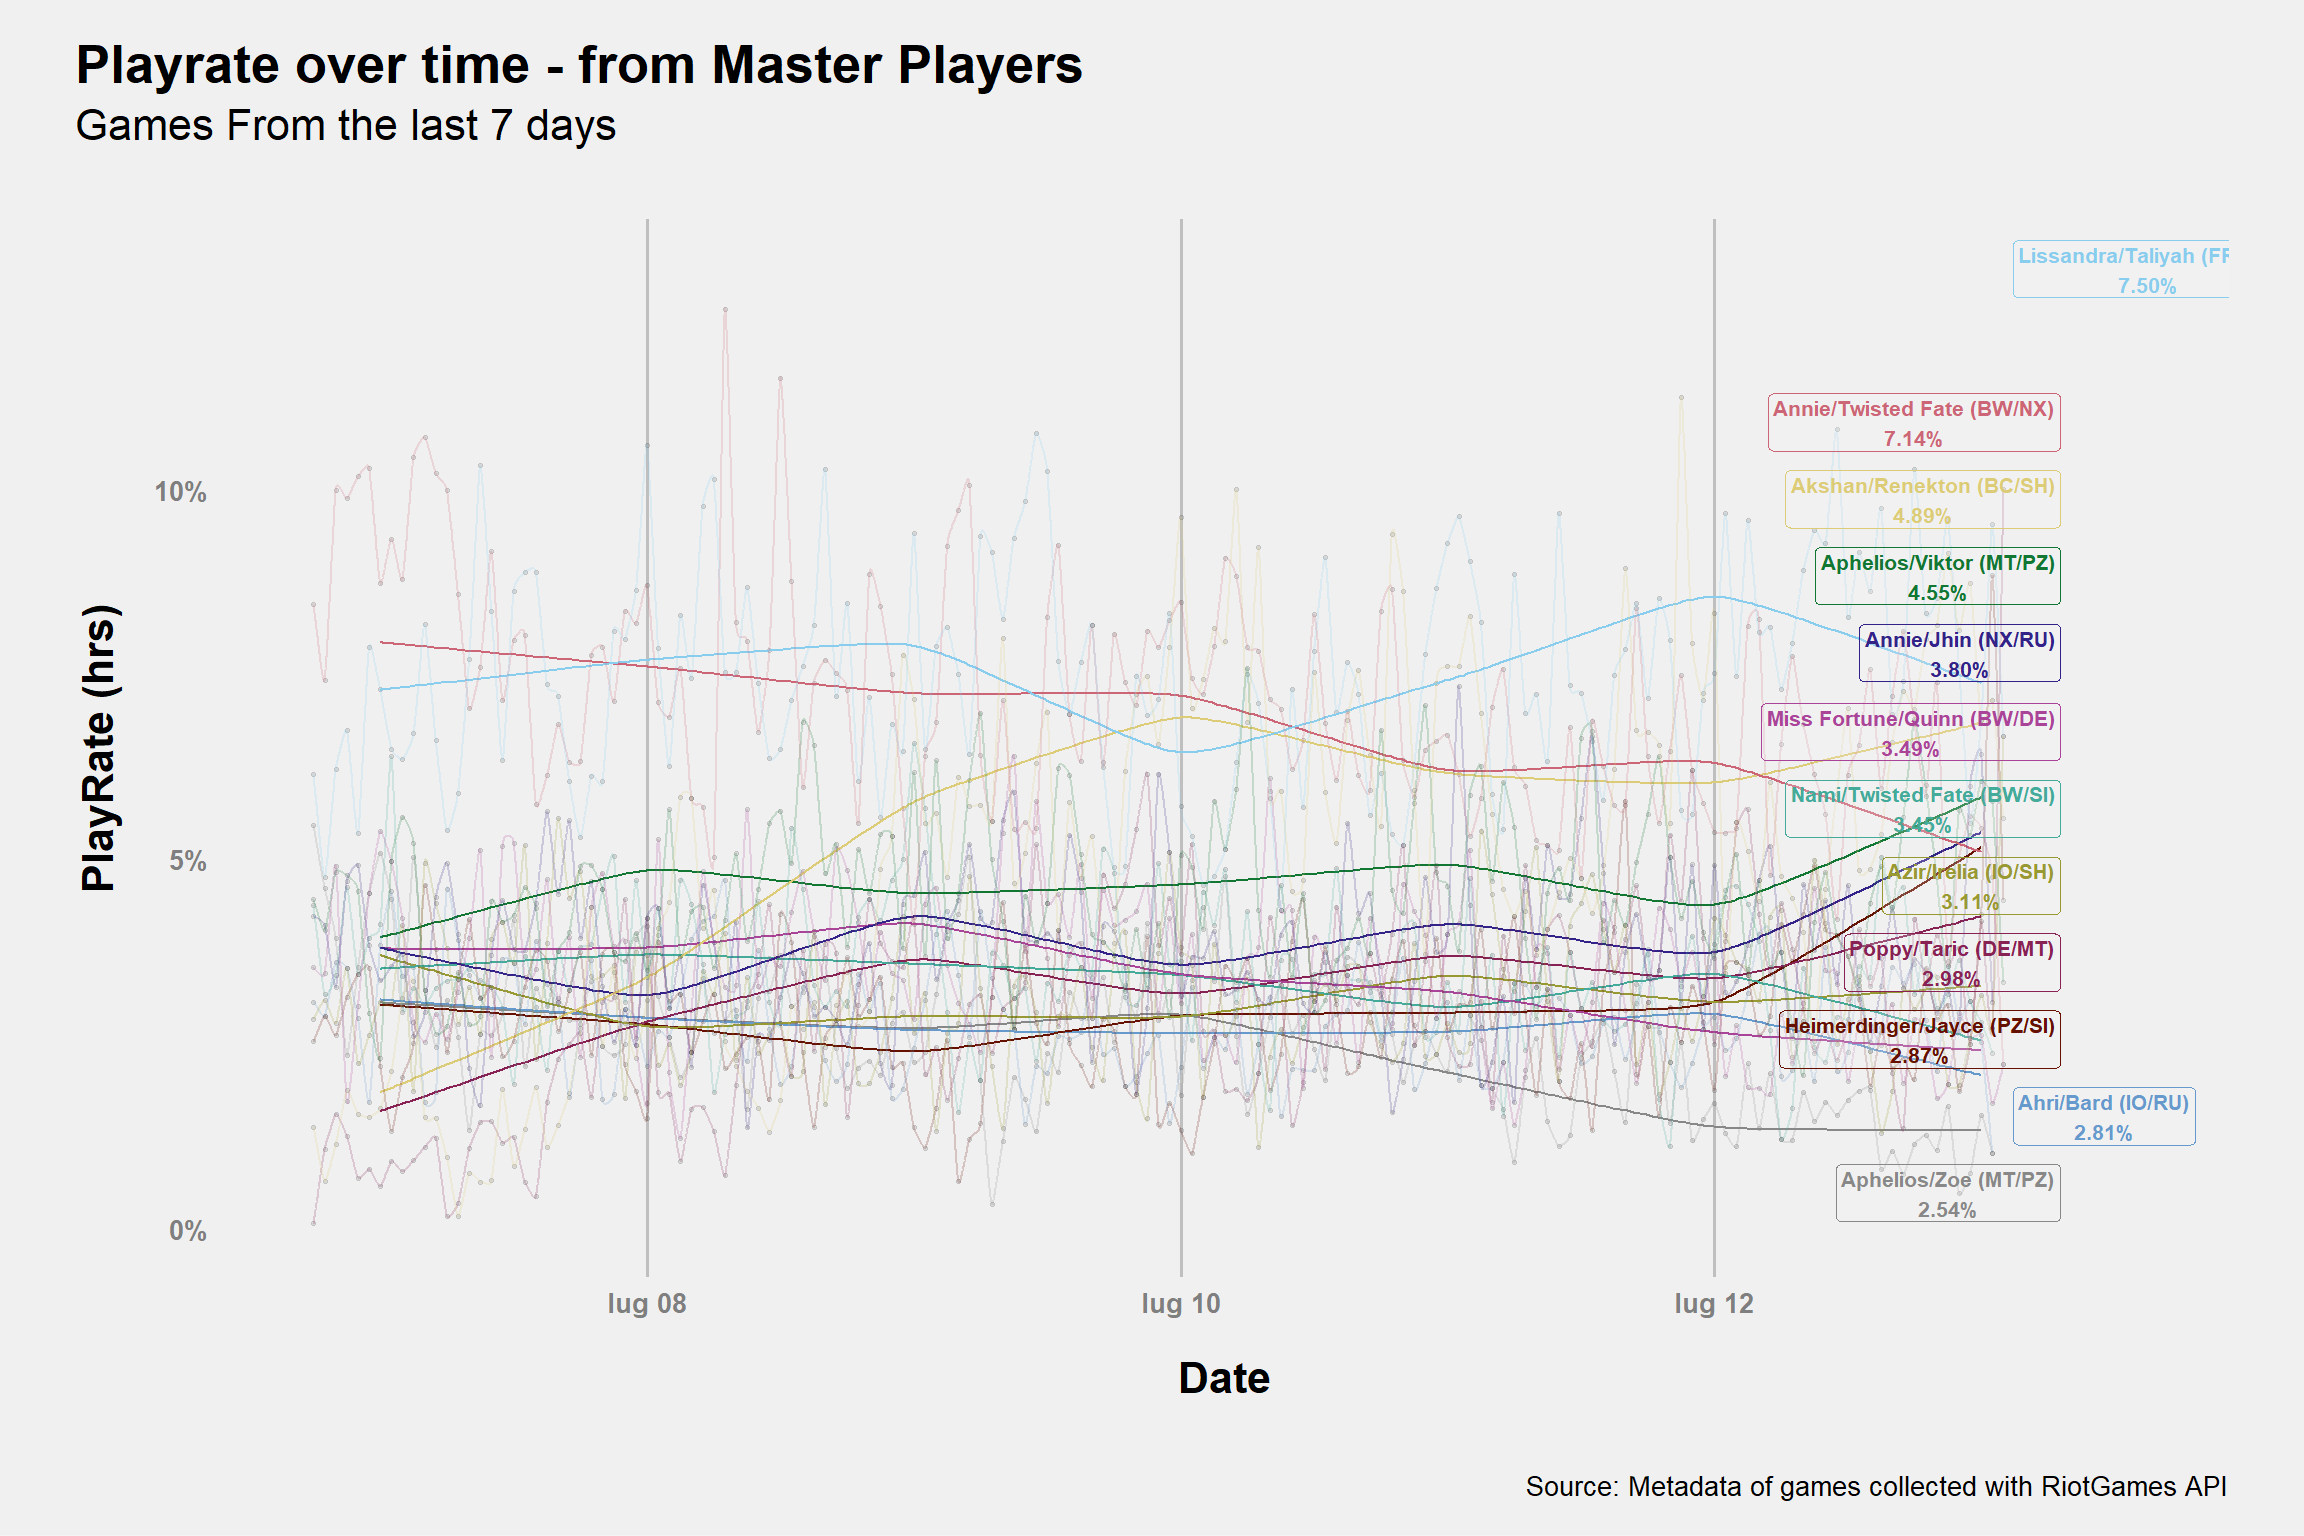 Playrate over time - from Master Players
Games From the last 7 days
PlayRate (hrs)
10%
5%
0%
lug 08
lug 10
lug 12
Date
Lissandra/Taliyah (FR
7.50%
Annie/Twisted Fate (BW/NX)
7.14%
Akshan/Renekton (BC/SH)
4.89%
Aphelios/Viktor (MT/PZ)
4.55%
Annie/Jhin (NX/RU)
3.80%
Miss Fortune/Quinn (BW/DE)
3.49%
Nami/Twisted Fate (BW/SI)
3.45%
Azir/Irelia (IO/SH)
3.11%
Poppy/Taric (DE/MT)
2.98%
Heimerdinger/Jayce (PZ/SI)
2.87%
Ahri/Bard (IO/RU)
2.81%
Aphelios/Zoe (MT/PZ)
2.54%
Source: Metadata of games collected with RiotGames API